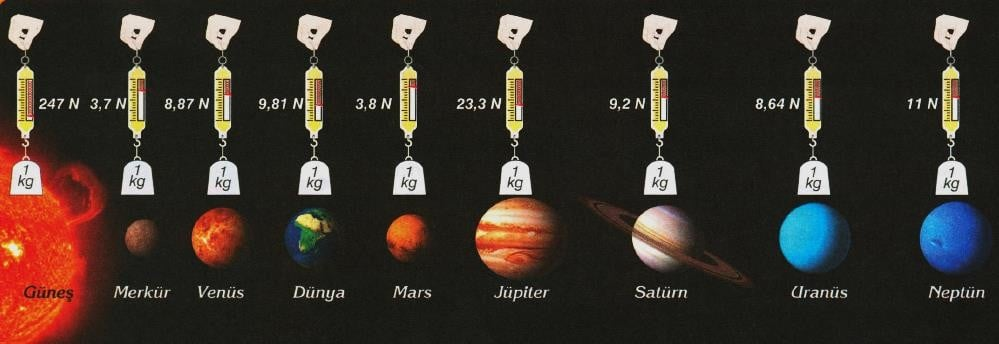 247 N
3,7 N
8,87 N
9,81 N
3,8 N
23,3 N
9,2 N
8,64 N
11 N
1
kg
1
kg
1
kg
1
kg
1
kg
1
kg
1
kg
1
kg
1
kg
Güneş
Merkür
Venüs
Dünya
Mars
Jüpiter
Satürn
Uranüs
Neptün